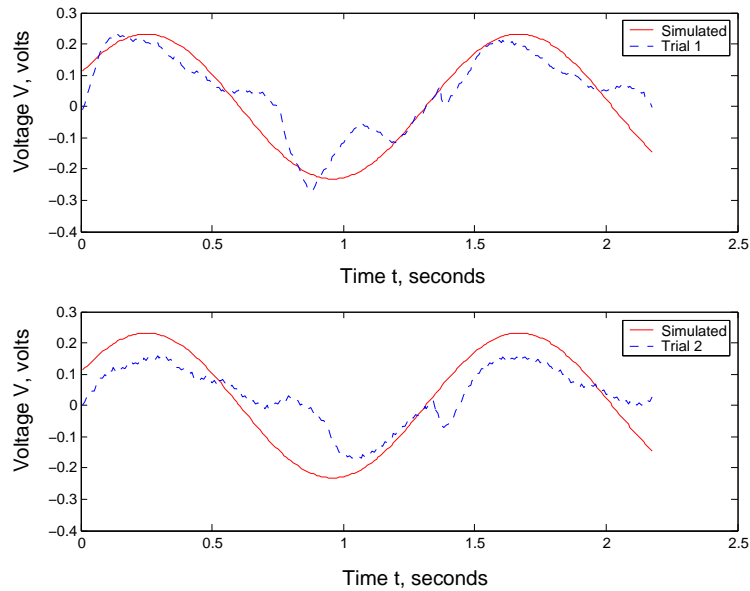 0.3
0.2
0.1
0
−0.1
−0.2
−0.3
−0.4
Voltage V, volts
Simulated
Trial 1
0 0.5 1 1.5 2 2.5
Time t, seconds
0.3
0.2
0.1
0
−0.1
−0.2
−0.3
−0.4
Voltage V, volts
Simulated
Trial 2
0 0.5 1 1.5 2 2.5
Time t, seconds